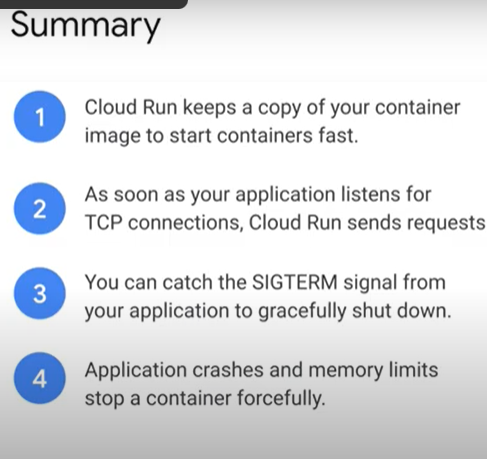 Summary
1
Cloud Run keeps a copy of your container
image to start containers fast.
2
As soon as your application listens for
TCP connections, Cloud Run sends requests
3
You can catch the SIGTERM signal from
your application to gracefully shut down.
4
Application crashes and memory limits
stop a container forcefully.